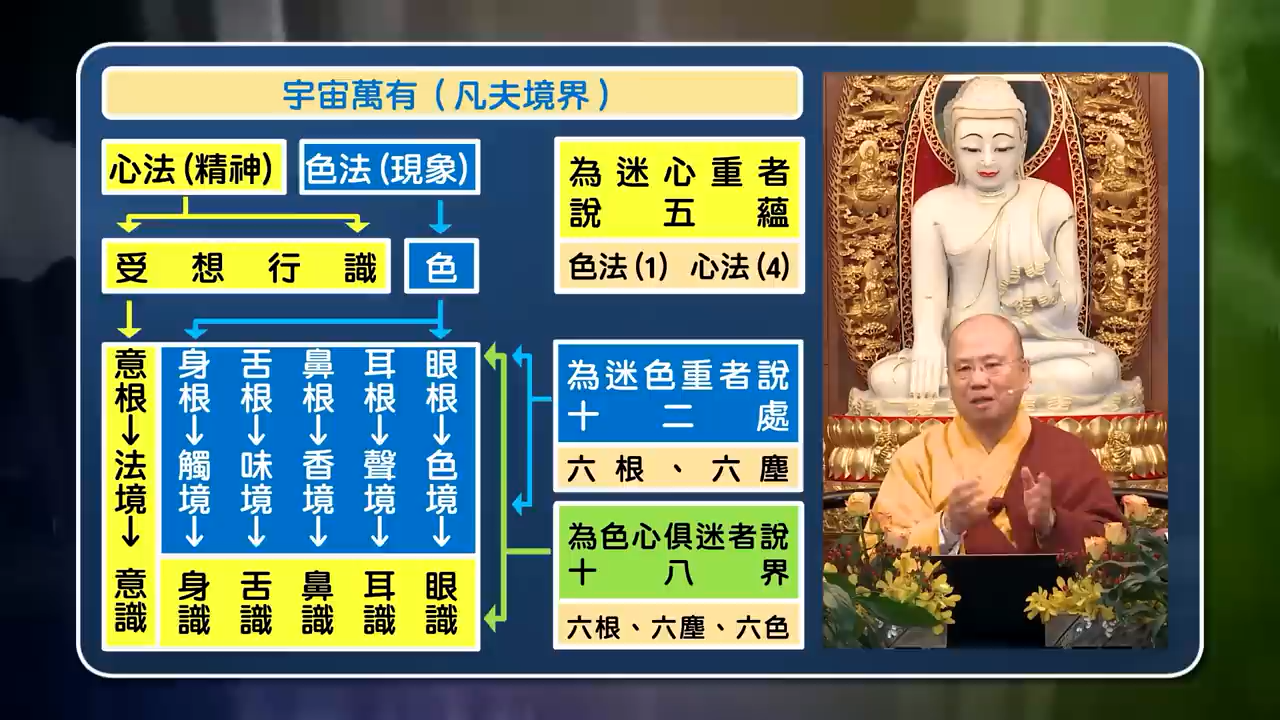 宇宙萬有（凡夫境界）
心法(精神)
色法(現象)
受想行識
色
意根↓法境↓意識
身根↓觸境↓身識
舌根↓味境↓舌識
鼻根↓香境↓鼻識
耳根↓聲境↓耳識
眼根↓色境↓眼識
為迷心重者
說五蘊
色法(1) 心法(4)
為迷色重者說
十二處
六根、六塵
為色心俱迷者說
十八界
六根、六塵、六色